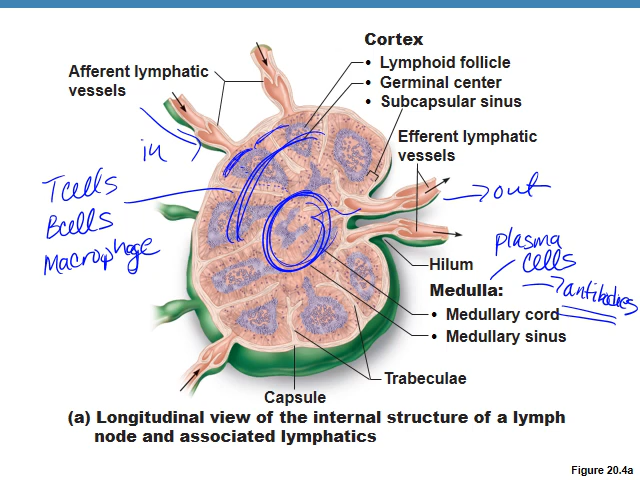 Cortex
• Lymphoid follicle
• Germinal center
• Subcapsular sinus
Afferent lymphatic
vessels
Efferent lymphatic
vessels
in
out
T cells
B cells
Macrophage
plasma
cells
antibodies
Hilum
Medulla:
• Medullary cord
• Medullary sinus
Trabeculae
Capsule
(a) Longitudinal view of the internal structure of a lymph
node and associated lymphatics
Figure 20.4a